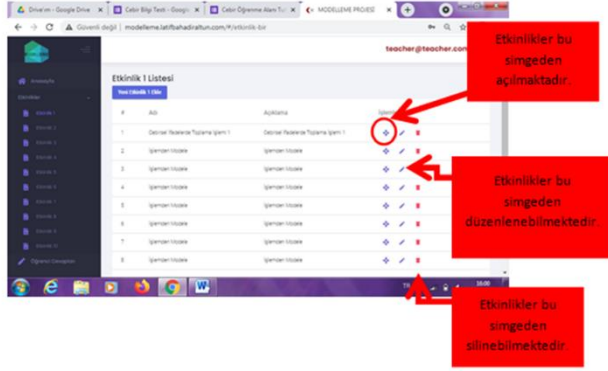 Drive'ım - Google Drive
Cebir Bilgi Testi - Google
Cebir Öğrenme Alanı Tu
MODELLEME PROJESİ
Güvenli değil | modelleme.lat/fbahadiraltun.com/#/etkinlik-bir
teacher@teacher.com
Anasayfa
Etkinlikler
Etkinlik 1 Listesi
Yeni Etkinlik 1 Ekle
# Adı Açıklama İşlemler
1 Cebirsel İfadelerde Toplama İşlemi 1 Cebirsel İfadelerde Toplama İşlemi 1
2 İşlemden Modele İşlemden Modele
3 İşlemden Modele İşlemden Modele
4 İşlemden Modele İşlemden Modele
5 İşlemden Modele İşlemden Modele
6 İşlemden Modele İşlemden Modele
7 İşlemden Modele İşlemden Modele
8 İşlemden Modele İşlemden Modele
Etkinlik 1
Etkinlik 2
Etkinlik 3
Etkinlik 4
Etkinlik 5
Etkinlik 6
Etkinlik 7
Etkinlik 8
Etkinlik 9
Etkinlik 10
Öğrenci Cevapları
TR
10:00
Etkinlikler bu
simgeden
açılmaktadır.
Etkinlikler bu
simgeden
düzenlenebilmektedir.
Etkinlikler bu
simgeden
silinebilmektedir.